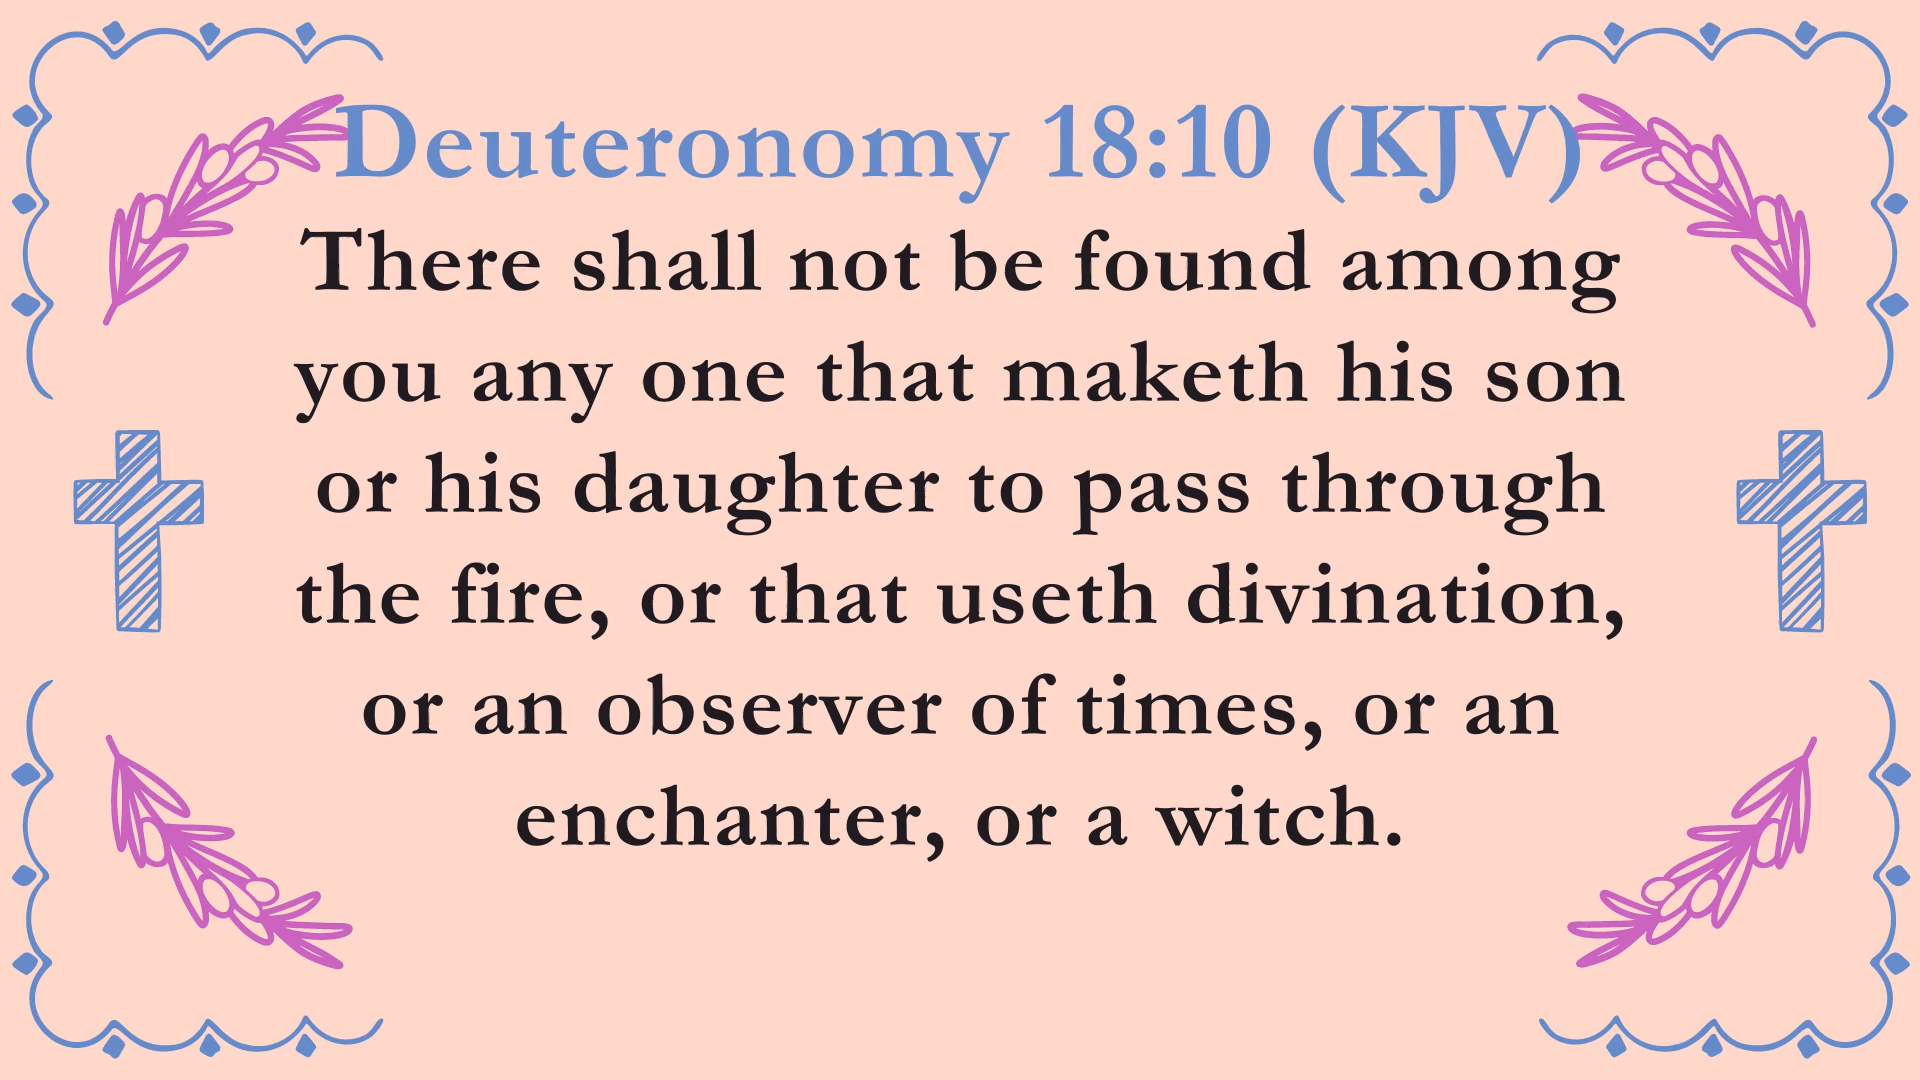 Deuteronomy 18:10 (KJV)
There shall not be found among
you any one that maketh his son
or his daughter to pass through
the fire, or that useth divination,
or an observer of times, or an
enchanter, or a witch.